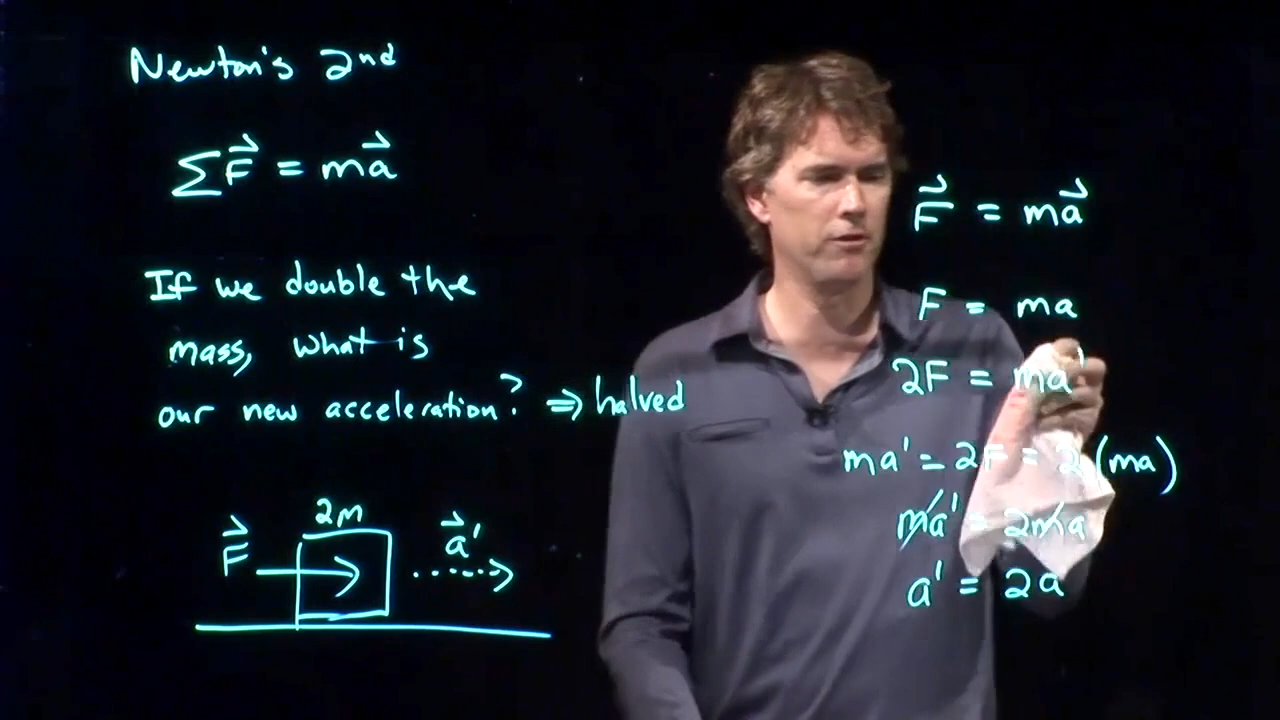 Newton's 2nd
∑F⃗ = ma⃗
If we double the
mass, what is
our new acceleration? ⇒ halved
2m
F⃗
a⃗'
F⃗ = ma⃗
F = ma
2F = ma'
ma' = 2F = 2(ma)
ma' = 2ma
a' = 2a